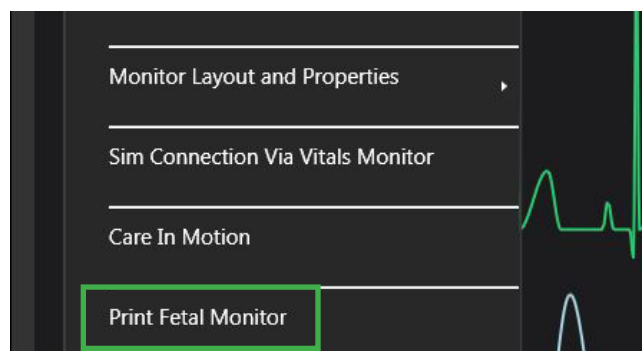 Monitor Layout and Properties
Sim Connection Via Vitals Monitor
Care In Motion
Print Fetal Monitor